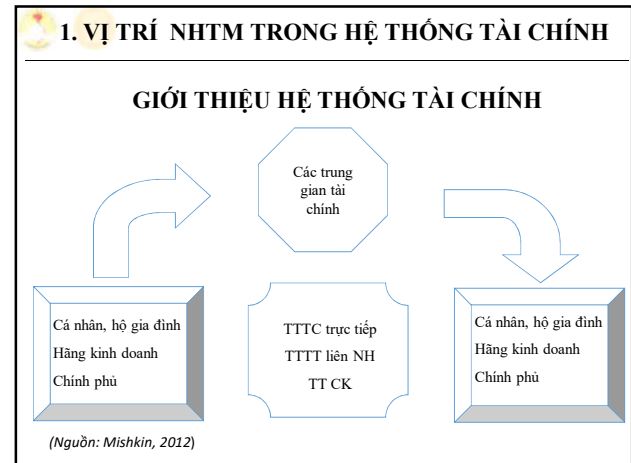 1. VỊ TRÍ NHTM TRONG HỆ THỐNG TÀI CHÍNH
GIỚI THIỆU HỆ THỐNG TÀI CHÍNH
Các trung
gian tài
chính
Cá nhân, hộ gia đình
Hãng kinh doanh
Chính phủ
TTTC trực tiếp
TTTT liên NH
TT CK
Cá nhân, hộ gia đình
Hãng kinh doanh
Chính phủ
(Nguồn: Mishkin, 2012)